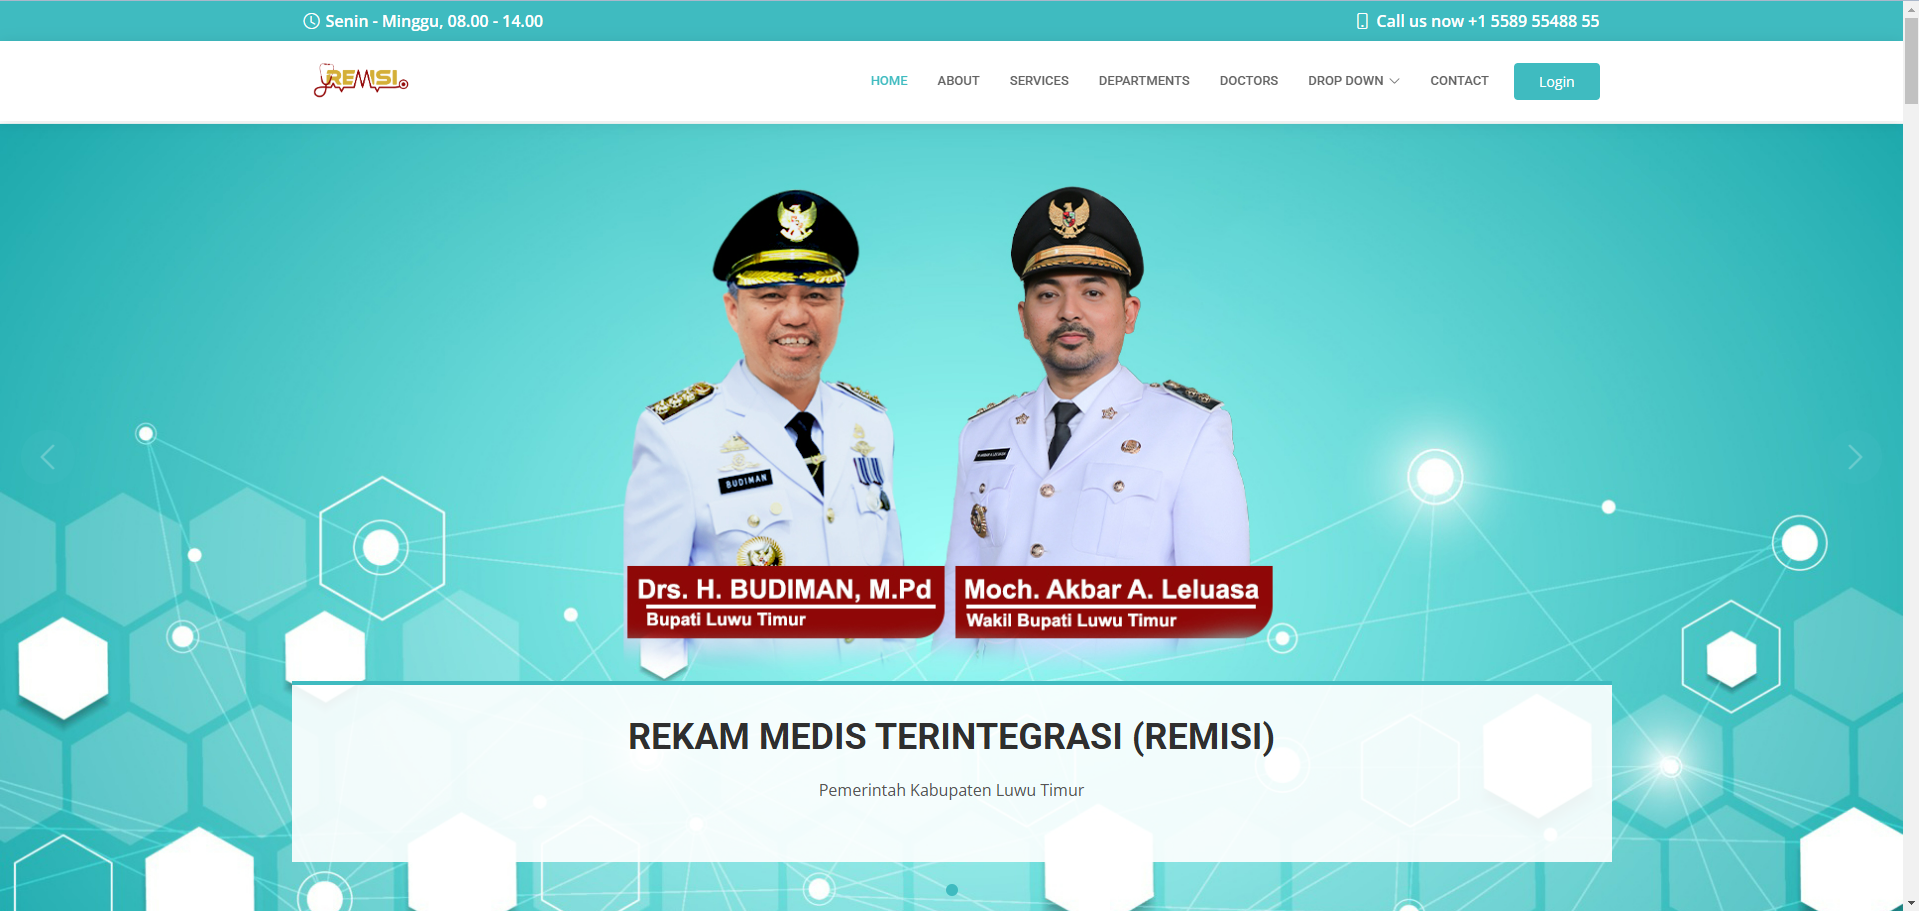 Senin - Minggu, 08.00 - 14.00
Call us now +1 5589 55488 55
REMISI
HOME
ABOUT
SERVICES
DEPARTMENTS
DOCTORS
DROP DOWN
CONTACT
Login
BUDIMAN
Drs. H. BUDIMAN, M.Pd
Bupati Luwu Timur
Moch. Akbar A. Leluasa
Wakil Bupati Luwu Timur
REKAM MEDIS TERINTEGRASI (REMISI)
Pemerintah Kabupaten Luwu Timur